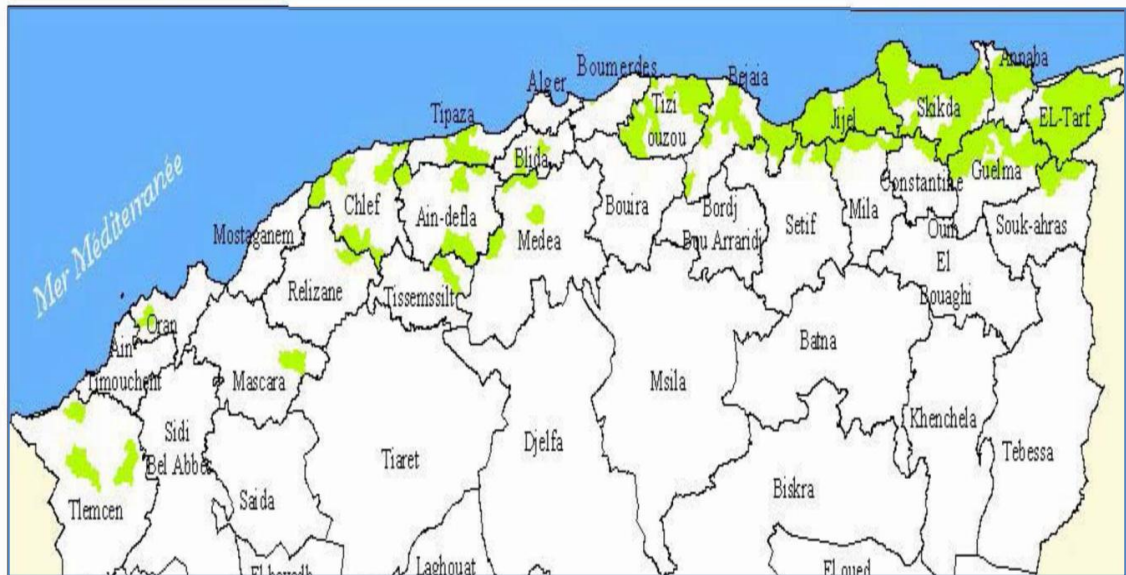 Mer Méditerranée
Annaba
Boumerdes
Bejaia
Alger
Tizi
ouzou
Skikda
Tipaza
Jijel
EL-Tarf
Blida
Guelma
Constantine
Chlef
Ain-defla
Bouira
Bordj
Bou Arraridj
Setif
Mila
Souk-ahras
Oum
El
Bouaghi
Mostaganem
Medea
Relizane
Tissemssilt
Oran
Ain
Timouchent
Mascara
Batna
Msila
Khenchela
Tebessa
Sidi
Bel Abbes
Djelfa
Tiaret
Biskra
Saida
Tlemcen
Laghouat
El oued